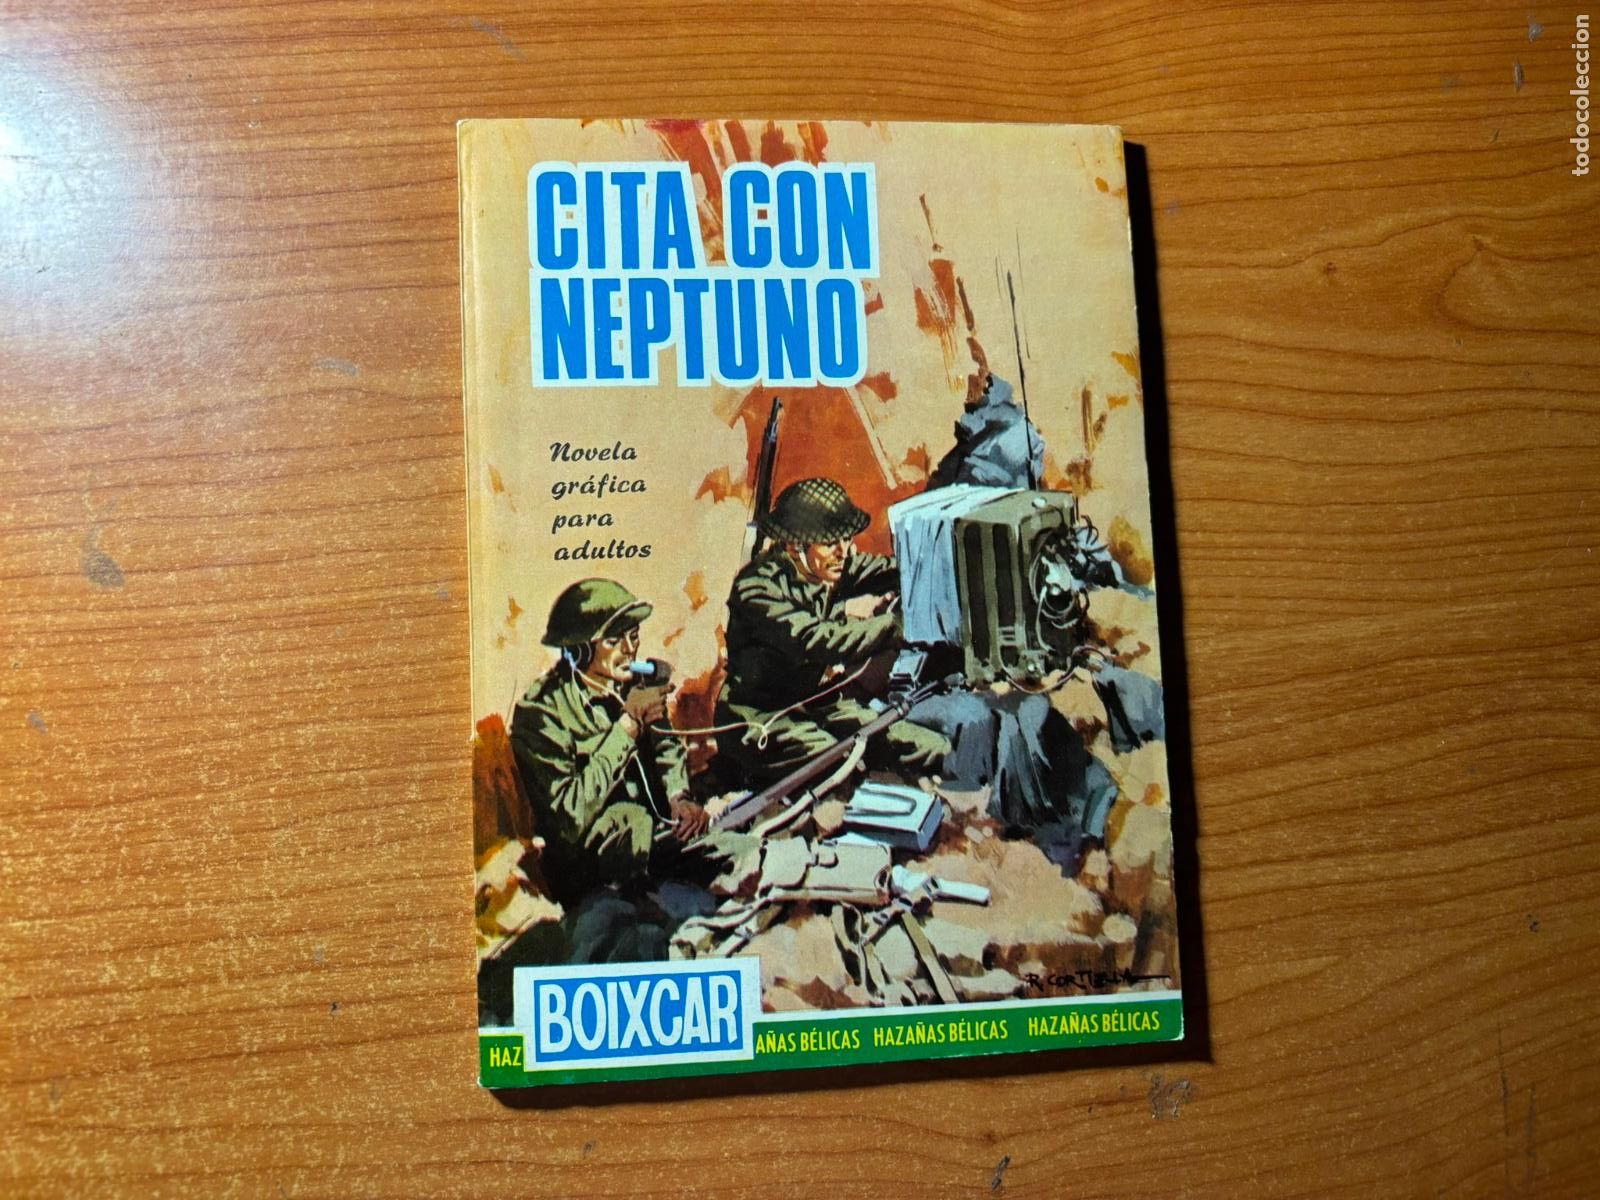 CITA CON
NEPTUNO
Novela
gráfica
para
adultos
R. CORTIELLA
BOIXCAR
HAZ
AÑAS BÉLICAS HAZAÑAS BÉLICAS HAZAÑAS BÉLICAS
todocoleccion